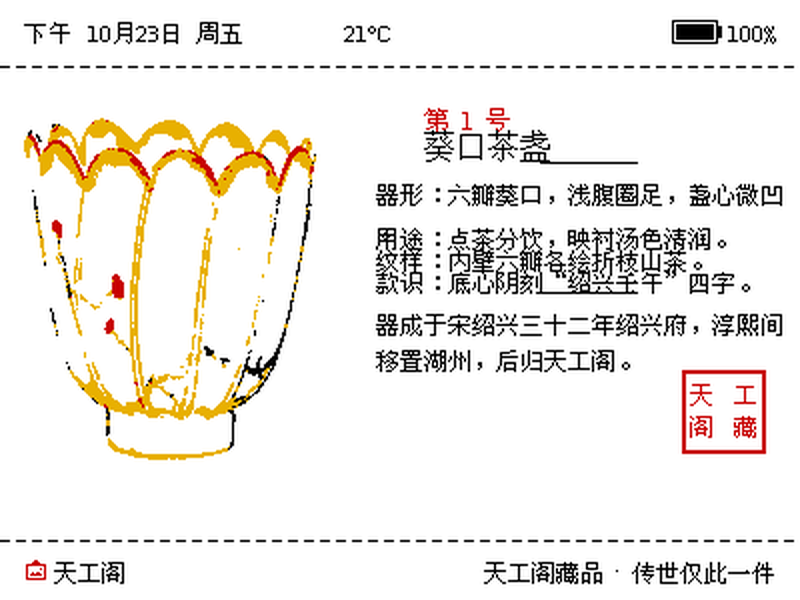 下午 10月23日 周五 21°C 100%
第 1 号
葵口茶盏
器形：六瓣葵口，浅腹圈足，盏心微凹
用途：点茶分饮，映衬汤色清润。
纹样：内壁六瓣各绘折枝山茶。
款识：底心阴刻“绍兴壬午”四字。
器成于宋绍兴三十二年绍兴府，淳熙间
移置湖州，后归天工阁。
天工
阁藏
天工阁 天工阁藏品 · 传世仅此一件